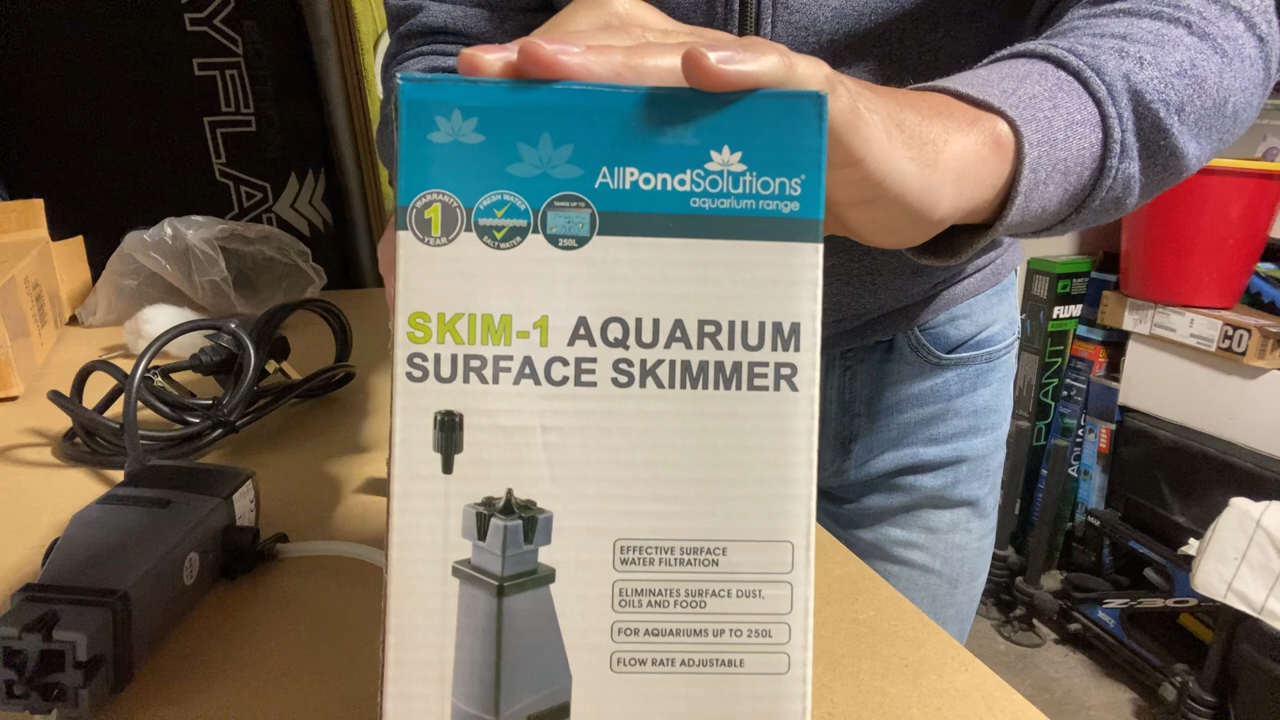 AllPondSolutions
aquarium range
WARRANTY
1
YEAR
FRESH WATER
SALT WATER
TANKS UP TO
250L
SKIM-1 AQUARIUM
SURFACE SKIMMER
EFFECTIVE SURFACE
WATER FILTRATION
ELIMINATES SURFACE DUST,
OILS AND FOOD
FOR AQUARIUMS UP TO 250L
FLOW RATE ADJUSTABLE
PLANT
Z-30
CO